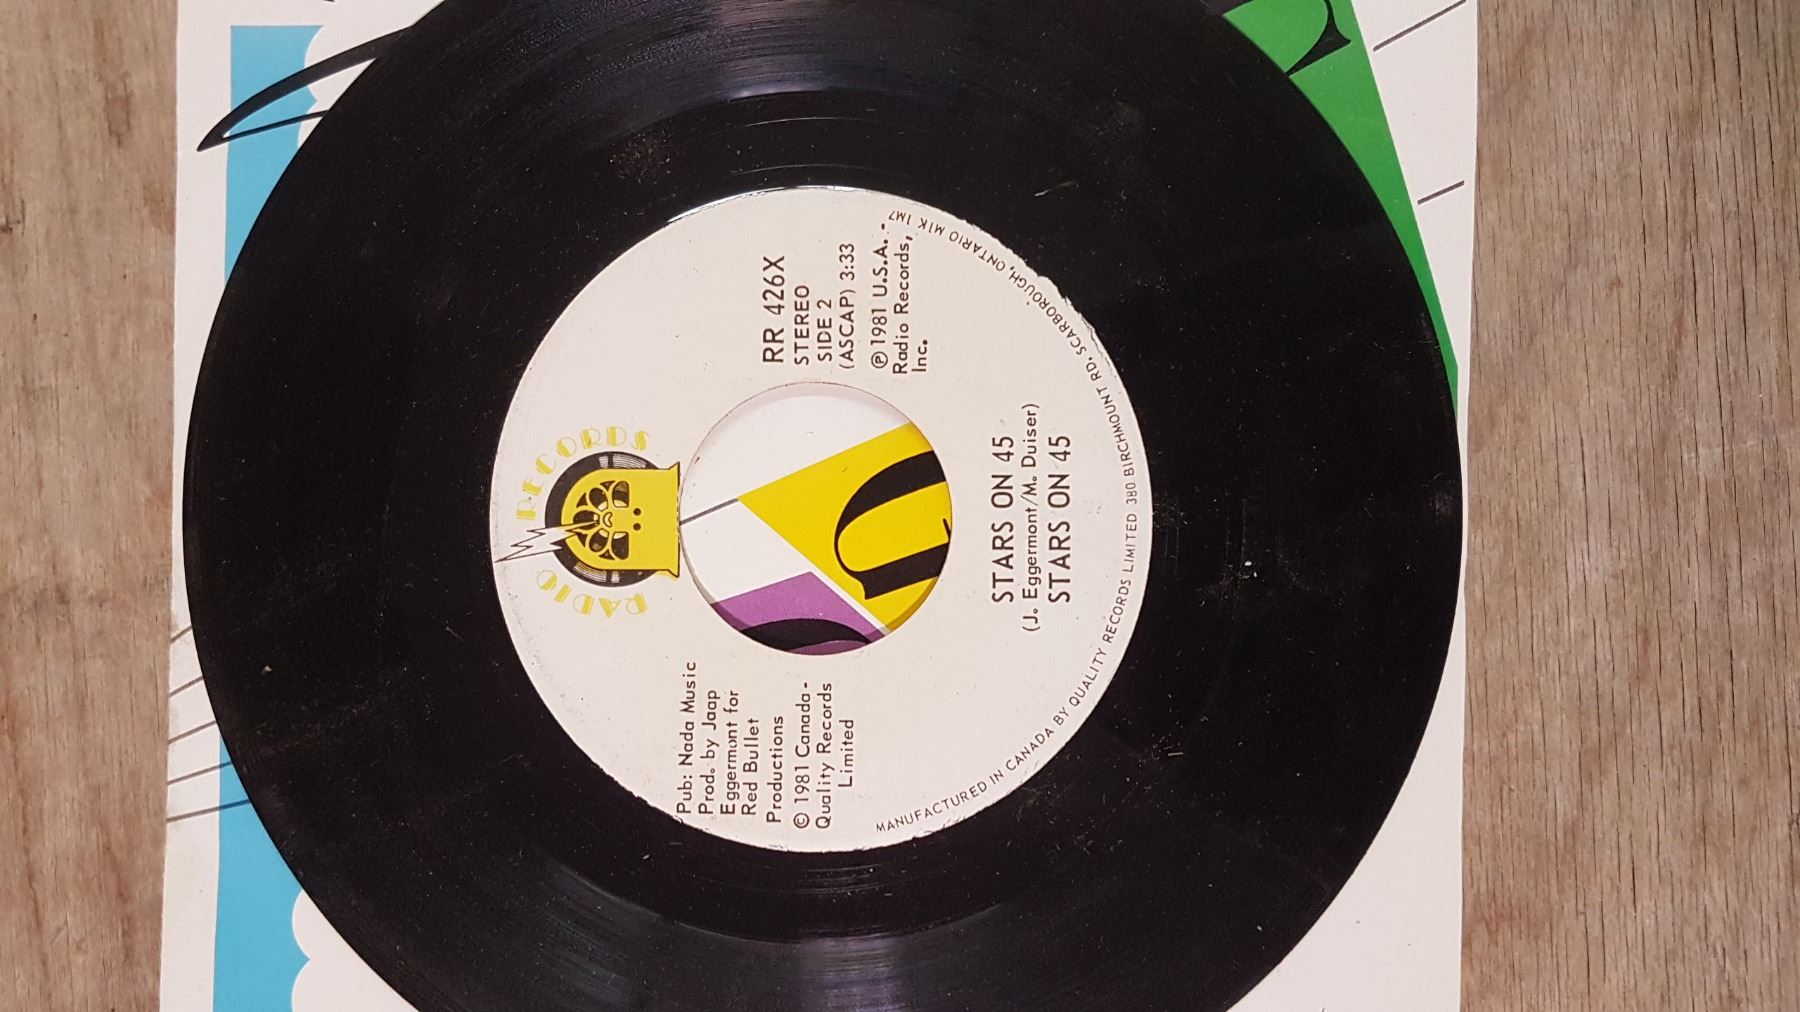 RADIO RECORDS
Pub: Nada Music
Prod. by Jaap
Eggermont for
Red Bullet
Productions
© 1981 Canada -
Quality Records
Limited
RR 426X
STEREO
SIDE 2
(ASCAP) 3:33
℗ 1981 U.S.A. -
Radio Records,
Inc.
STARS ON 45
(J. Eggermont/M. Duiser)
STARS ON 45
MANUFACTURED IN CANADA BY QUALITY RECORDS LIMITED 380 BIRCHMOUNT RD. SCARBOROUGH, ONTARIO M1K 1M7